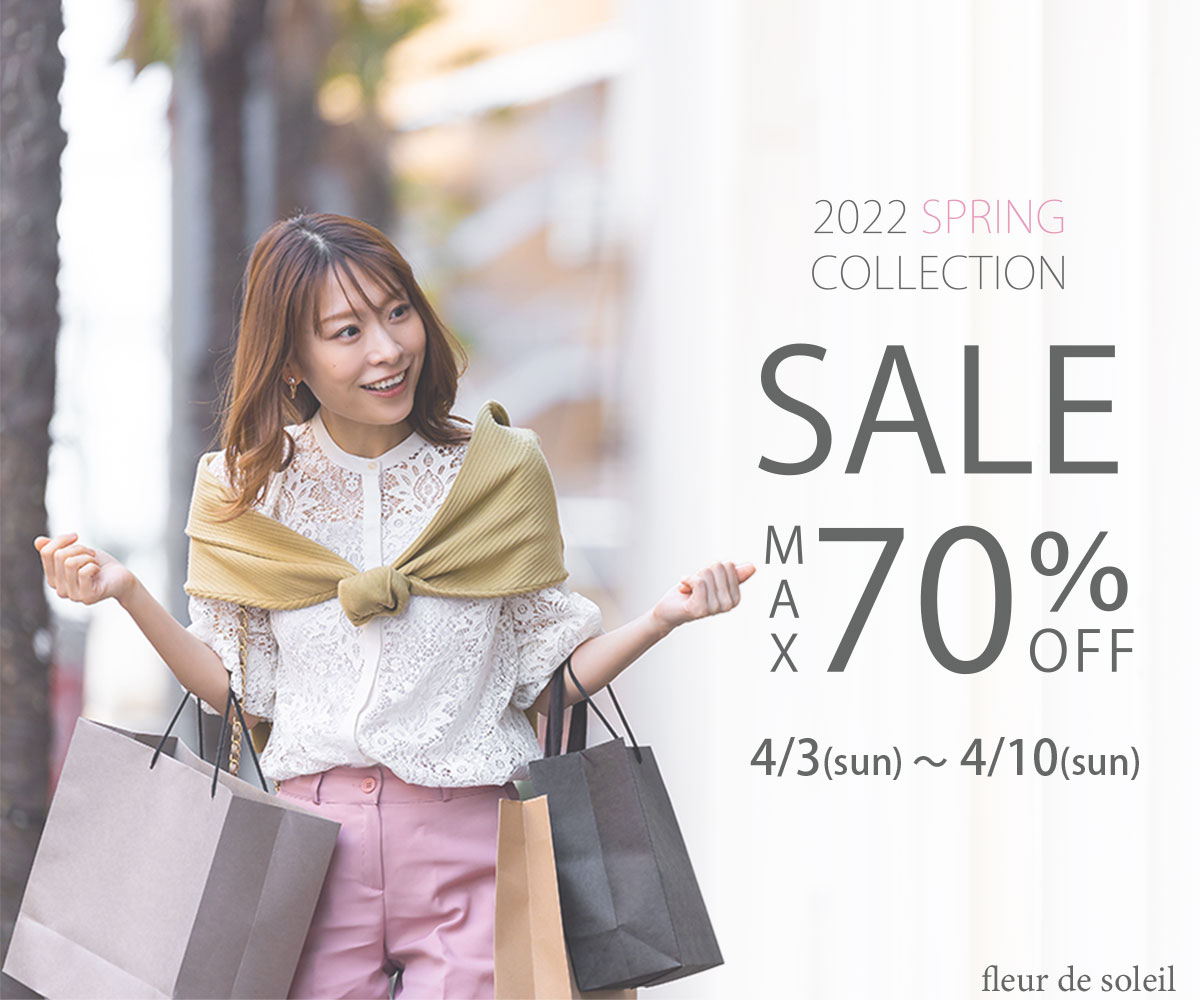 2022 SPRING
COLLECTION
SALE
MAX 70% OFF
4/3(sun) ～ 4/10(sun)
fleur de soleil